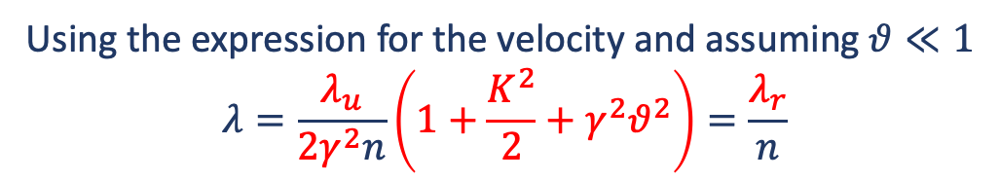 Using the expression for the velocity and assuming 𝜗 ≪ 1
λ = λᵤ / 2γ²n (1 + K²/2 + γ²𝜗²) = λᵣ / n